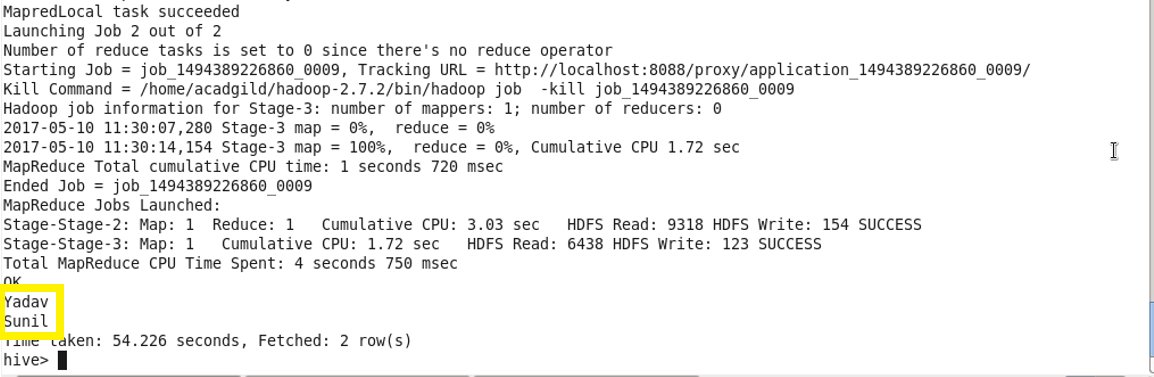 MapredLocal task succeeded
Launching Job 2 out of 2
Number of reduce tasks is set to 0 since there's no reduce operator
Starting Job = job_1494389226860_0009, Tracking URL = http://localhost:8088/proxy/application_1494389226860_0009/
Kill Command = /home/acadgild/hadoop-2.7.2/bin/hadoop job  -kill job_1494389226860_0009
Hadoop job information for Stage-3: number of mappers: 1; number of reducers: 0
2017-05-10 11:30:07,280 Stage-3 map = 0%,  reduce = 0%
2017-05-10 11:30:14,154 Stage-3 map = 100%,  reduce = 0%, Cumulative CPU 1.72 sec
MapReduce Total cumulative CPU time: 1 seconds 720 msec
Ended Job = job_1494389226860_0009
MapReduce Jobs Launched:
Stage-Stage-2: Map: 1  Reduce: 1   Cumulative CPU: 3.03 sec   HDFS Read: 9318 HDFS Write: 154 SUCCESS
Stage-Stage-3: Map: 1   Cumulative CPU: 1.72 sec   HDFS Read: 6438 HDFS Write: 123 SUCCESS
Total MapReduce CPU Time Spent: 4 seconds 750 msec
OK
Yadav
Sunil
Time taken: 54.226 seconds, Fetched: 2 row(s)
hive>